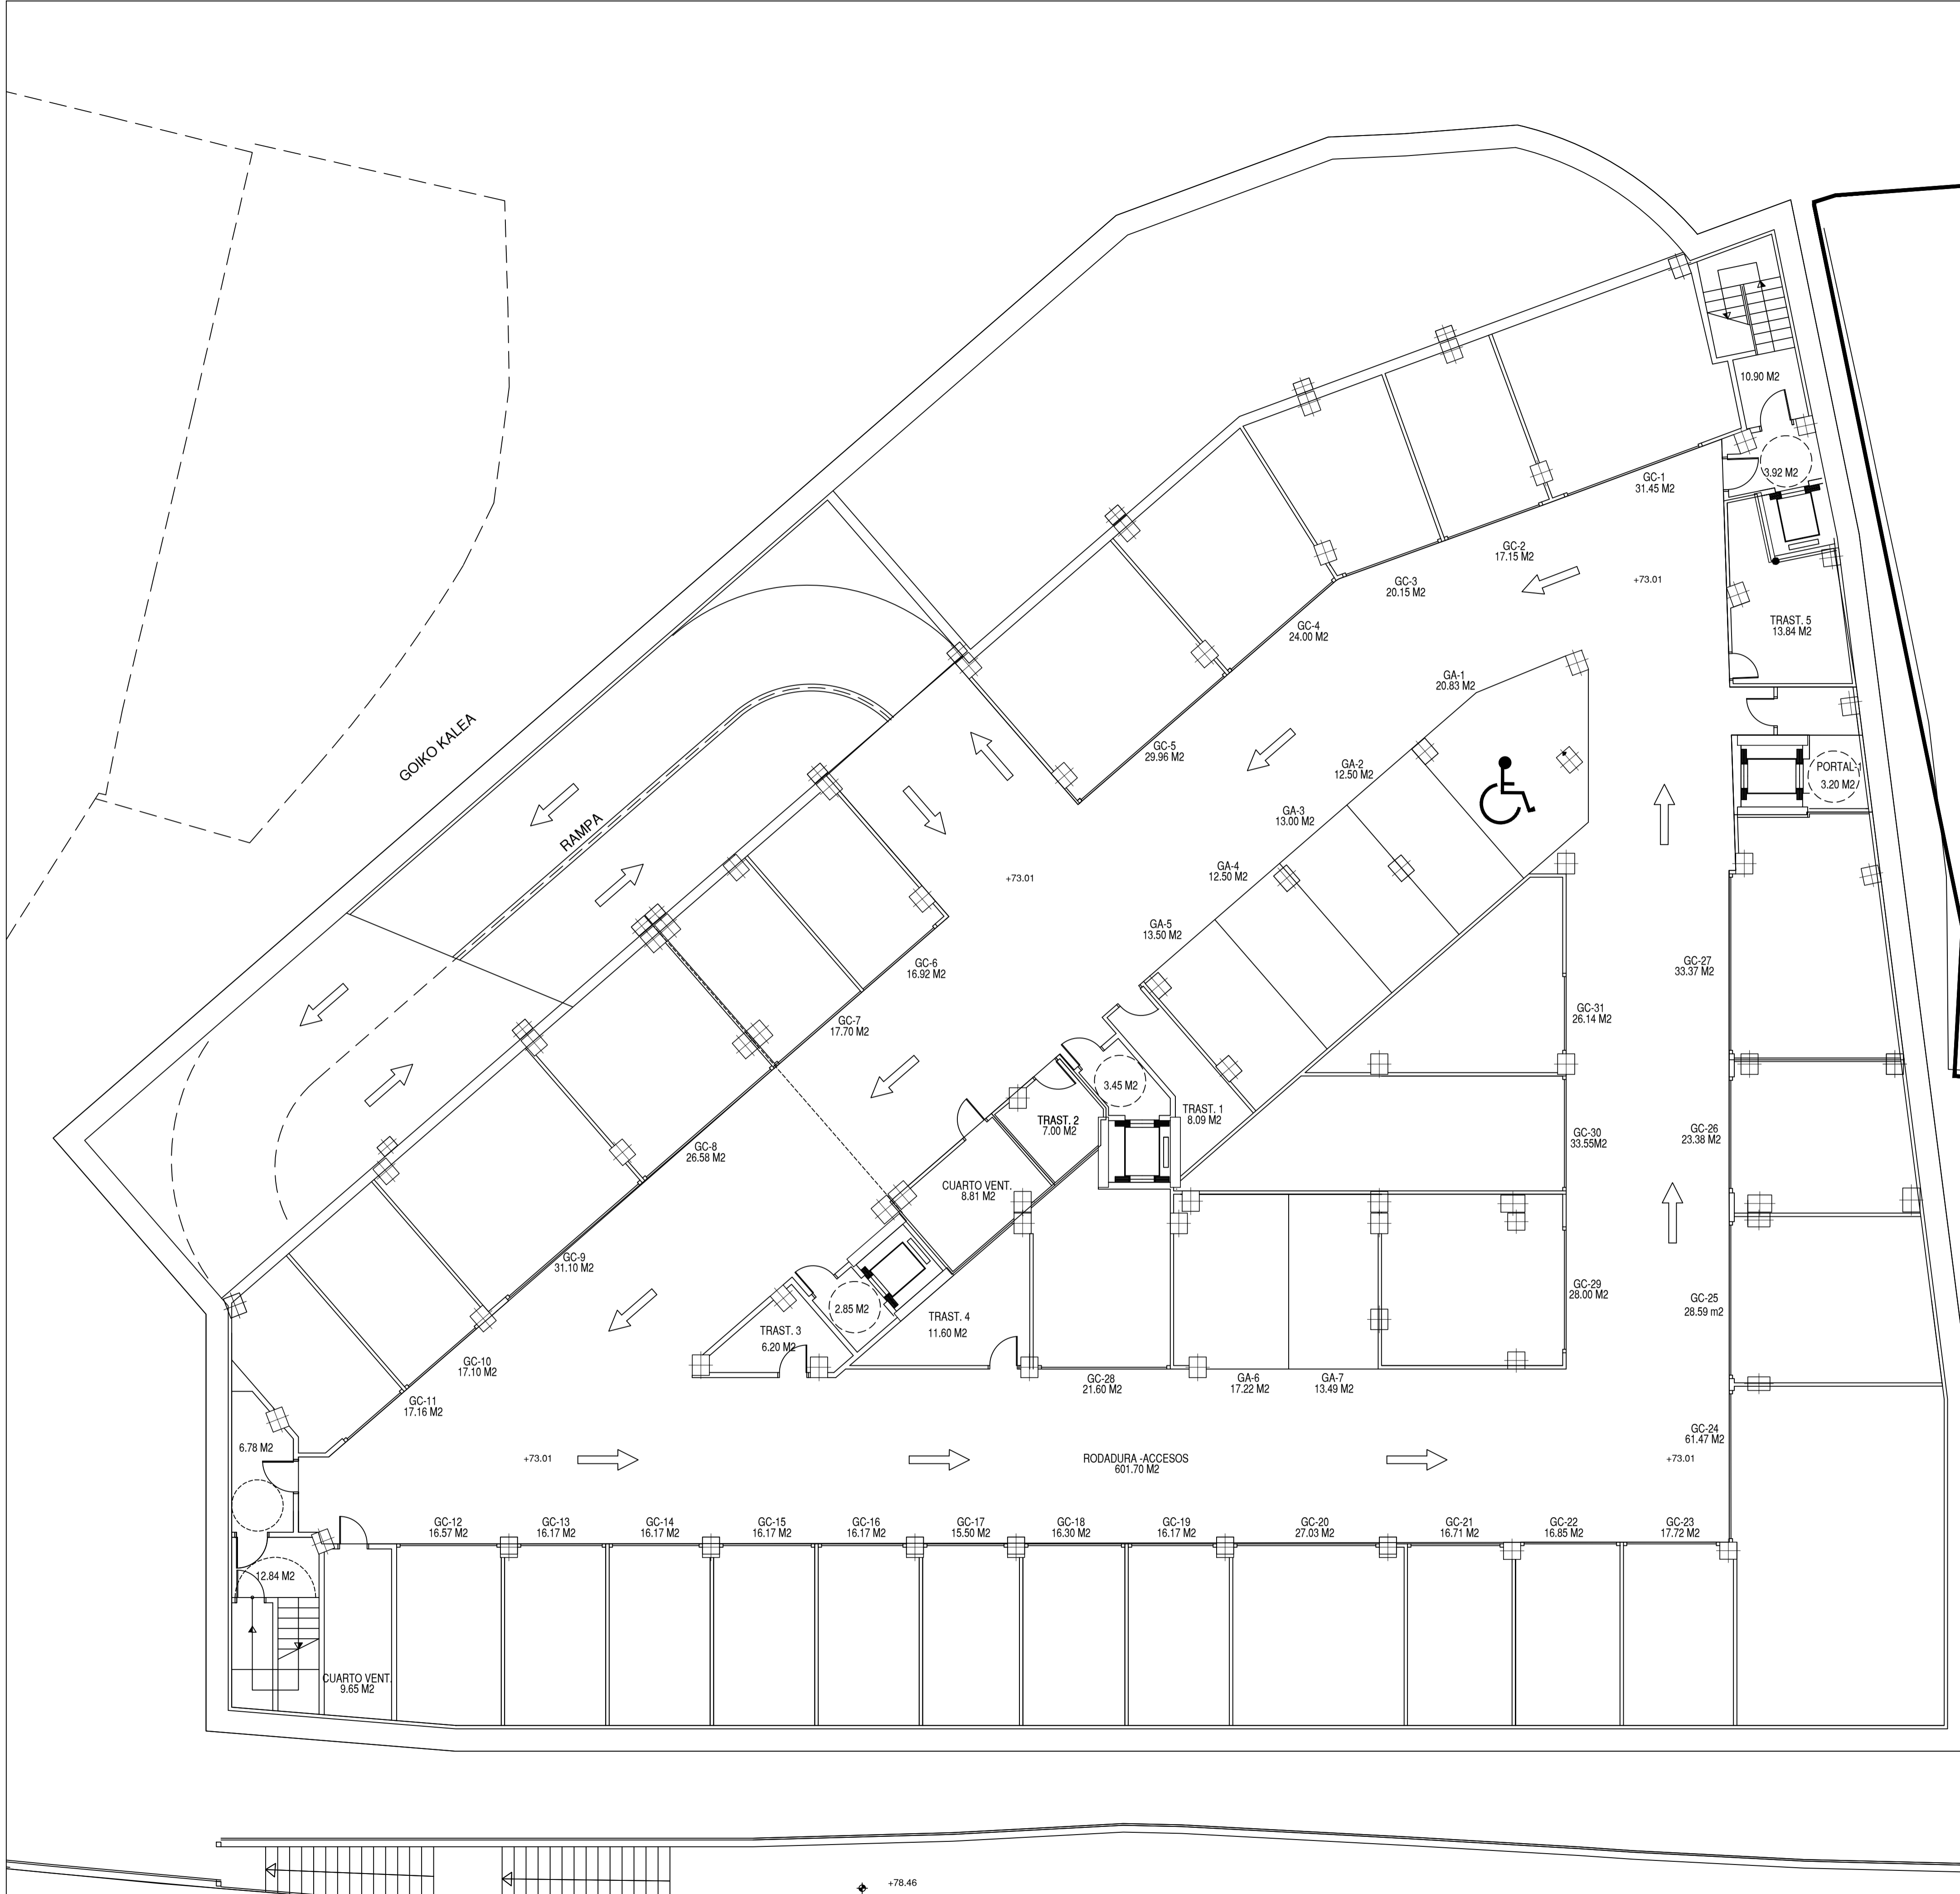 10.90 M2
3.92 M2
GC-1
31.45 M2
GC-2
17.15 M2
GC-3
20.15 M2
+73.01
GC-4
24.00 M2
TRAST. 5
13.84 M2
GA-1
20.83 M2
GOIKO KALEA
GC-5
29.96 M2
GA-2
12.50 M2
PORTAL-1
3.20 M2
RAMPA
GA-3
13.00 M2
GA-4
12.50 M2
+73.01
GA-5
13.50 M2
GC-6
16.92 M2
GC-27
33.37 M2
GC-7
17.70 M2
GC-31
26.14 M2
3.45 M2
TRAST. 1
8.09 M2
TRAST. 2
7.00 M2
GC-30
33.55M2
GC-26
23.38 M2
GC-8
26.58 M2
CUARTO VENT.
8.81 M2
GC-9
31.10 M2
GC-29
28.00 M2
GC-25
28.59 m2
2.85 M2
TRAST. 4
11.60 M2
TRAST. 3
6.20 M2
GC-10
17.10 M2
GC-28
21.60 M2
GA-6
17.22 M2
GA-7
13.49 M2
GC-11
17.16 M2
GC-24
61.47 M2
6.78 M2
+73.01
RODADURA -ACCESOS
601.70 M2
+73.01
GC-12
16.57 M2
GC-13
16.17 M2
GC-14
16.17 M2
GC-15
16.17 M2
GC-16
16.17 M2
GC-17
15.50 M2
GC-18
16.30 M2
GC-19
16.17 M2
GC-20
27.03 M2
GC-21
16.71 M2
GC-22
16.85 M2
GC-23
17.72 M2
12.84 M2
CUARTO VENT.
9.65 M2
+78.46